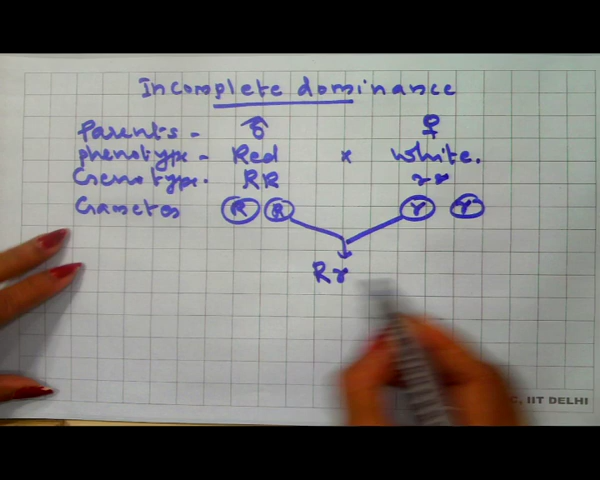 Incomplete dominance
Parents - ♂ ♀
phenotype - Red × White.
Genotype. RR rr
Gametes R R r r
Rr
, IIT DELHI